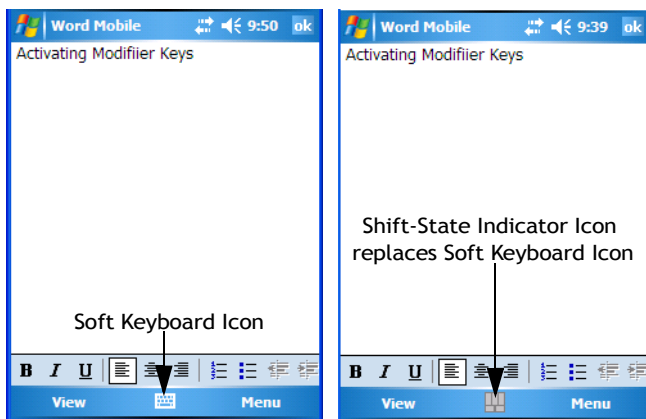 Word Mobile 9:50 ok
Activating Modifiier Keys
Soft Keyboard Icon
B I U
View Menu
Word Mobile 9:39 ok
Activating Modifiier Keys
Shift-State Indicator Icon
replaces Soft Keyboard Icon
B I U
View Menu